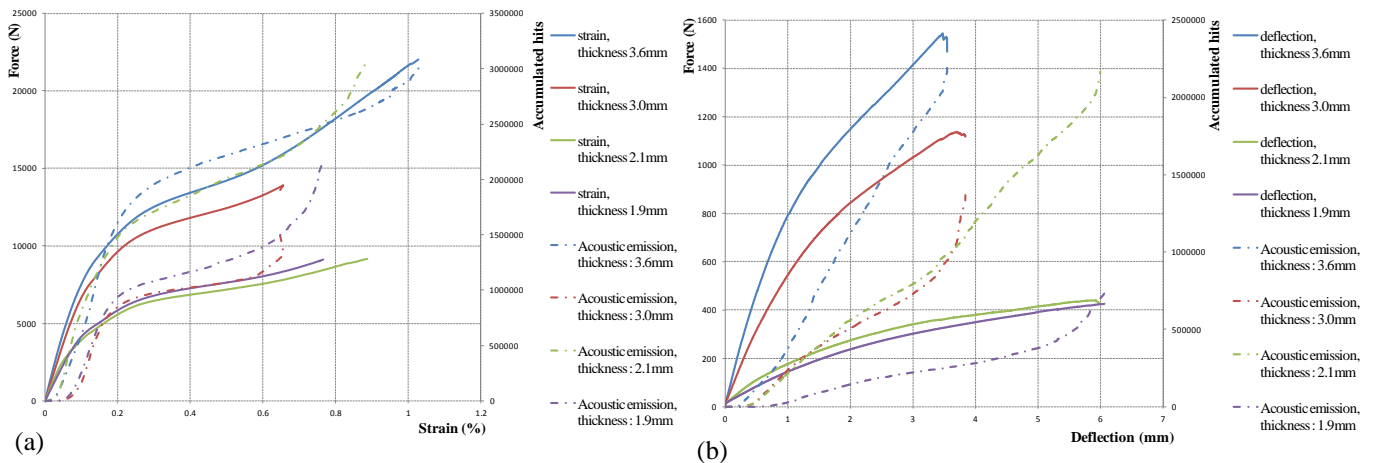 Force (N)
25000
20000
15000
10000
5000
0
0
0.2
0.4
0.6
0.8
1
1.2
Strain (%)
3500000
3000000
2500000
2000000
1500000
1000000
500000
0
Accumulated hits
strain,
thickness 3.6mm
strain,
thickness 3.0mm
strain,
thickness 2.1mm
strain,
thickness 1.9mm
Acoustic emission,
thickness : 3.6mm
Acoustic emission,
thickness : 3.0mm
Acoustic emission,
thickness : 2.1mm
Acoustic emission,
thickness : 1.9mm
(a)
Force (N)
1600
1400
1200
1000
800
600
400
200
0
0
1
2
3
4
5
6
7
Deflection (mm)
2500000
2000000
1500000
1000000
500000
0
Accumulated hits
deflection,
thickness 3.6mm
deflection,
thickness 3.0mm
deflection,
thickness 2.1mm
deflection,
thickness 1.9mm
Acoustic emission,
thickness : 3.6mm
Acoustic emission,
thickness : 3.0mm
Acoustic emission,
thickness : 2.1mm
Acoustic emission,
thickness : 1.9mm
(b)